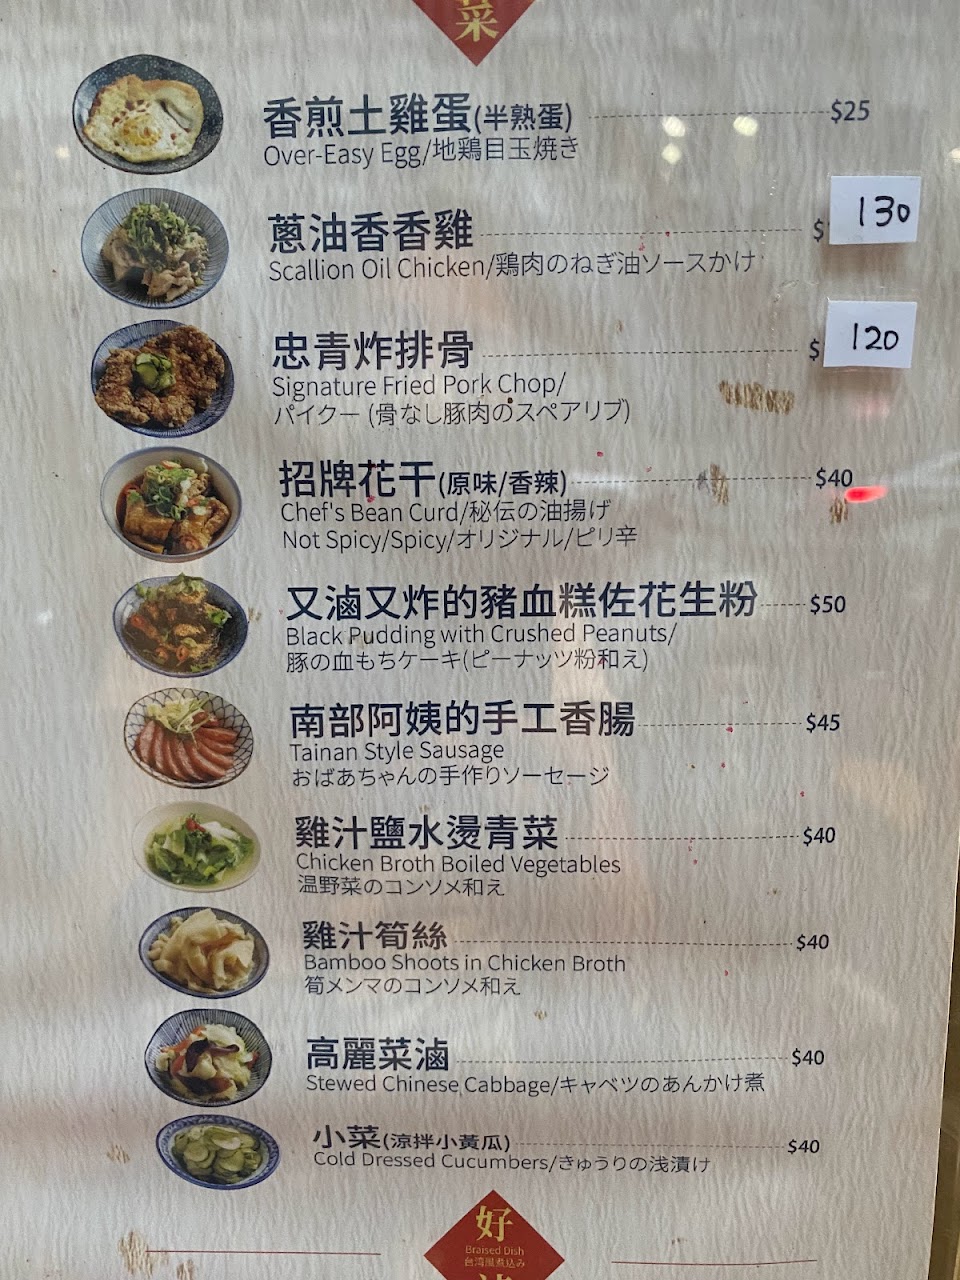 菜
香煎土雞蛋(半熟蛋) $25
Over-Easy Egg/地鶏目玉焼き
蔥油香香雞 $ 130
Scallion Oil Chicken/鶏肉のねぎ油ソースかけ
忠青炸排骨 $ 120
Signature Fried Pork Chop/
パイクー (骨なし豚肉のスペアリブ)
招牌花干(原味/香辣) $40
Chef's Bean Curd/秘伝の油揚げ
Not Spicy/Spicy/オリジナル/ピリ辛
又滷又炸的豬血糕佐花生粉 $50
Black Pudding with Crushed Peanuts/
豚の血もちケーキ(ピーナッツ粉和え)
南部阿姨的手工香腸 $45
Tainan Style Sausage
おばあちゃんの手作りソーセージ
雞汁鹽水燙青菜 $40
Chicken Broth Boiled Vegetables
温野菜のコンソメ和え
雞汁筍絲 $40
Bamboo Shoots in Chicken Broth
筍メンマのコンソメ和え
高麗菜滷 $40
Stewed Chinese Cabbage/キャベツのあんかけ煮
小菜(涼拌小黃瓜) $40
Cold Dressed Cucumbers/きゅうりの浅漬け
好
Braised Dish
台湾風煮込み